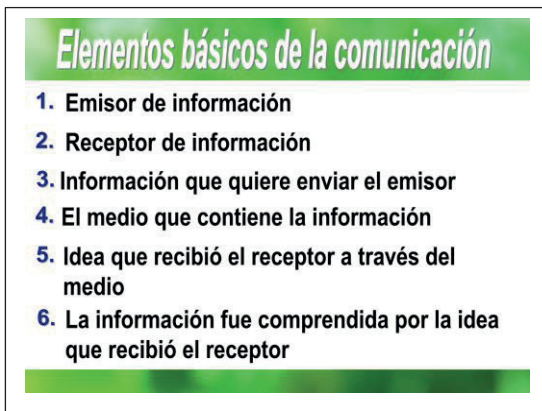 Elementos básicos de la comunicación
1. Emisor de información
2. Receptor de información
3. Información que quiere enviar el emisor
4. El medio que contiene la información
5. Idea que recibió el receptor a través del
medio
6. La información fue comprendida por la idea
que recibió el receptor